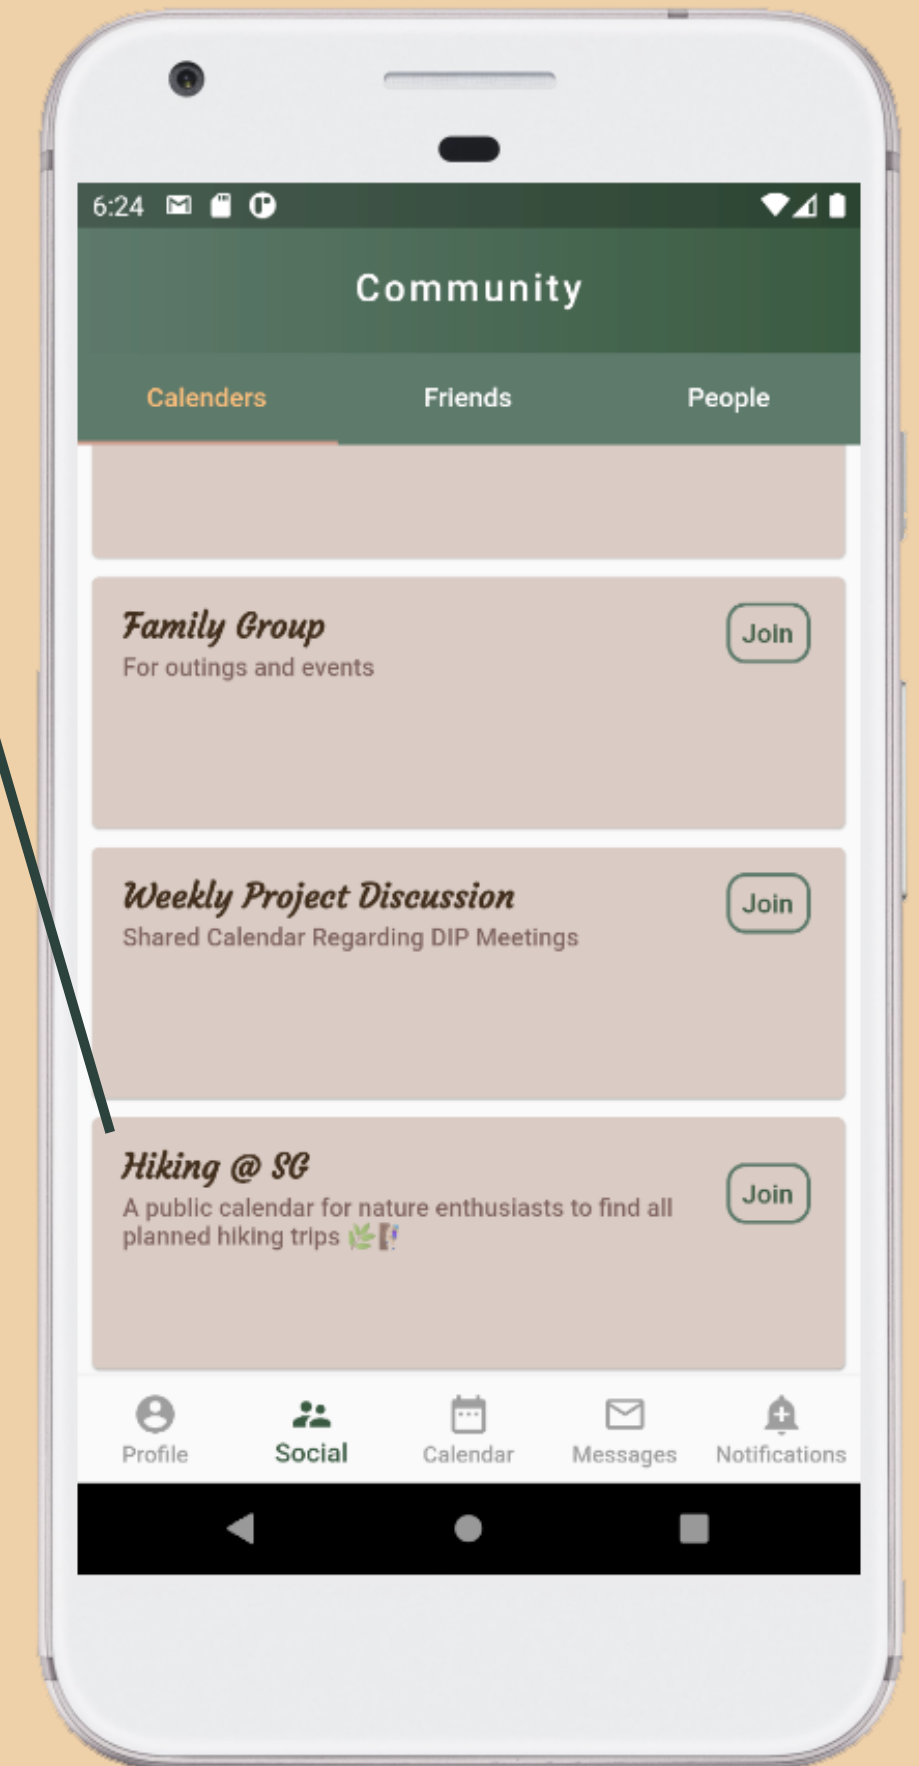 6:24
Community
Calenders
Friends
People
Family Group
Join
For outings and events
Weekly Project Discussion
Join
Shared Calendar Regarding DIP Meetings
Hiking @ SG
Join
A public calendar for nature enthusiasts to find all
planned hiking trips 🌿🧗‍♀️
Profile
Social
Calendar
Messages
Notifications